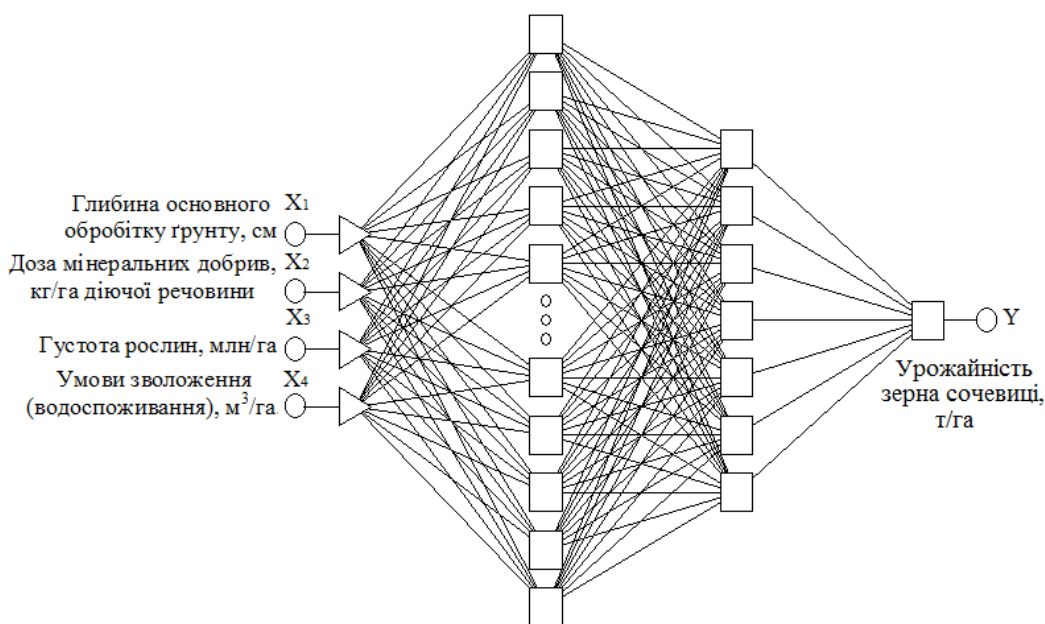 Глибина основного X1
обробітку ґрунту, см
Доза мінеральних добрив, X2
кг/га діючої речовини
X3
Густота рослин, млн/га
Умови зволоження X4
(водоспоживання), м³/га
Y
Урожайність
зерна сочевиці,
т/га